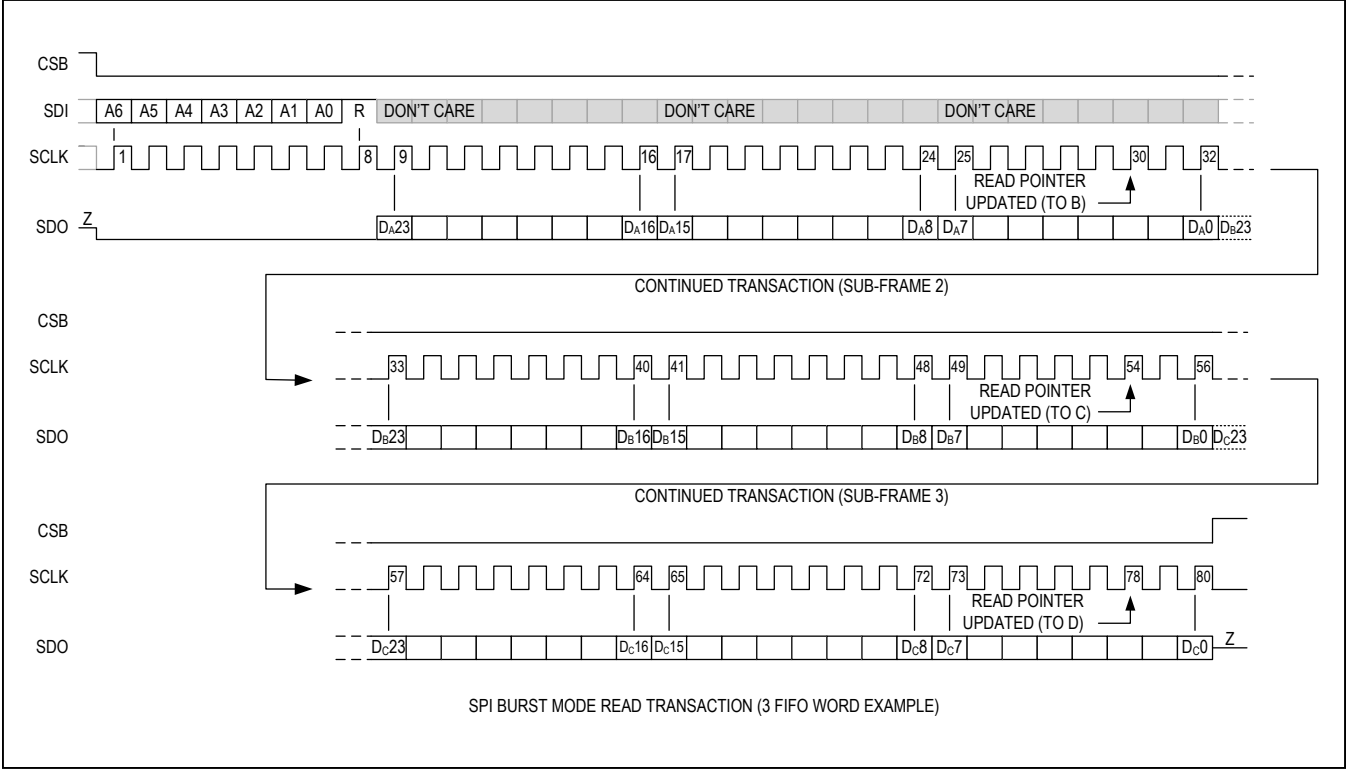 CSB
SDI A6 A5 A4 A3 A2 A1 A0 R DON'T CARE DON'T CARE DON'T CARE
SCLK 1 8 9 16 17 24 25 30 32
READ POINTER
UPDATED (TO B)
SDO Z DA23 DA16 DA15 DA8 DA7 DA0 DB23
CONTINUED TRANSACTION (SUB-FRAME 2)
CSB
SCLK 33 40 41 48 49 54 56
READ POINTER
UPDATED (TO C)
SDO DB23 DB16 DB15 DB8 DB7 DB0 DC23
CONTINUED TRANSACTION (SUB-FRAME 3)
CSB
SCLK 57 64 65 72 73 78 80
READ POINTER
UPDATED (TO D)
SDO DC23 DC16 DC15 DC8 DC7 DC0 Z
SPI BURST MODE READ TRANSACTION (3 FIFO WORD EXAMPLE)